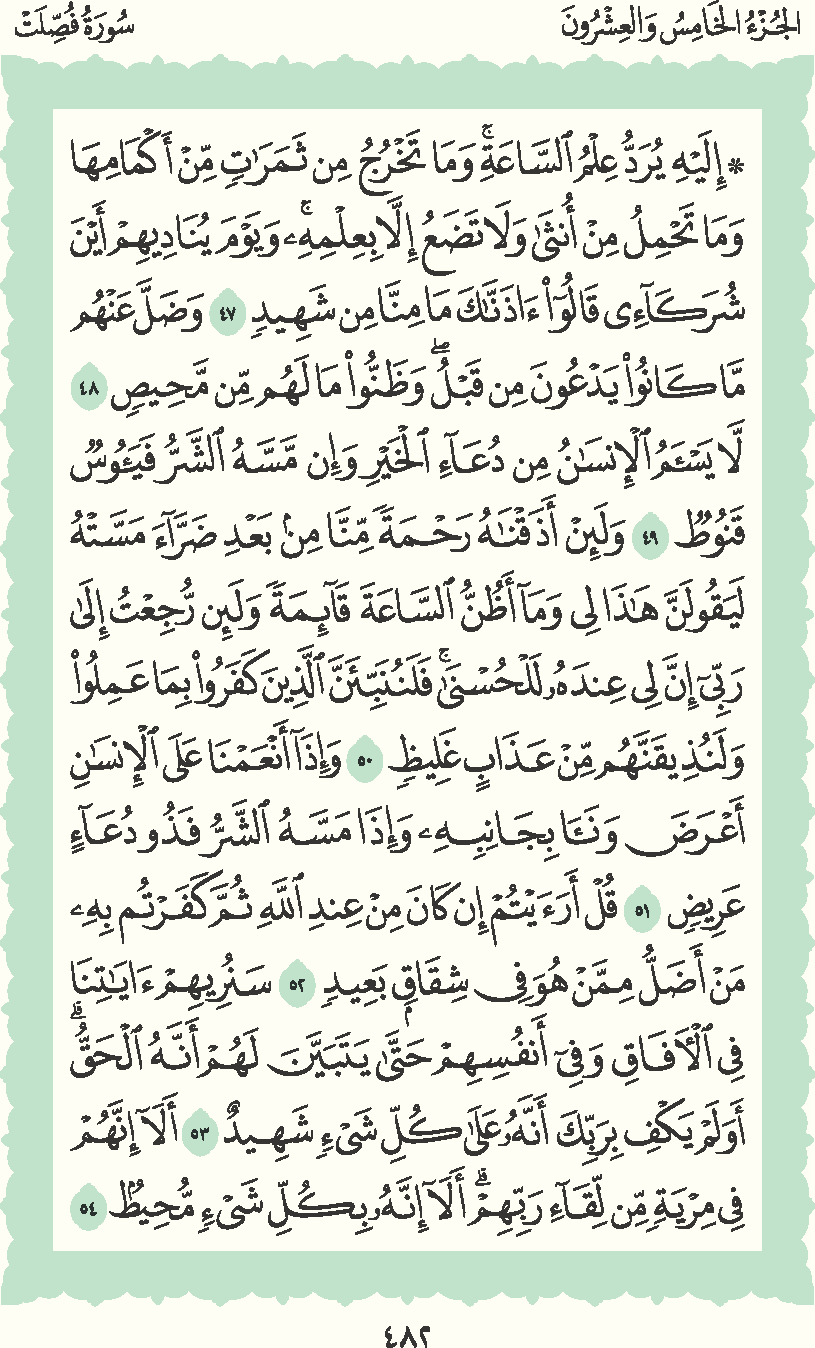 الجُزْءُ الخَامِسُ وَالعِشْرُونَ
سُورَةُ فُصِّلَتْ
۞ إِلَيْهِ يُرَدُّ عِلْمُ ٱلسَّاعَةِۚ وَمَا تَخْرُجُ مِن ثَمَرَٰتٖ مِّنْ أَكْمَامِهَا
وَمَا تَحْمِلُ مِنْ أُنثَىٰ وَلَا تَضَعُ إِلَّا بِعِلْمِهِۦۚ وَيَوْمَ يُنَادِيهِمْ أَيْنَ
شُرَكَآءِي قَالُوٓاْ ءَاذَنَّٰكَ مَا مِنَّا مِن شَهِيدٖ ٤٧ وَضَلَّ عَنْهُم
مَّا كَانُواْ يَدْعُونَ مِن قَبْلُۖ وَظَنُّواْ مَا لَهُم مِّن مَّحِيصٖ ٤٨
لَّا يَسْـَٔمُ ٱلْإِنسَٰنُ مِن دُعَآءِ ٱلْخَيْرِ وَإِن مَّسَّهُ ٱلشَّرُّ فَيَـُٔوسٞ
قَنُوطٞ ٤٩ وَلَئِنْ أَذَقْنَٰهُ رَحْمَةٗ مِّنَّا مِنۢ بَعْدِ ضَرَّآءَ مَسَّتْهُ
لَيَقُولَنَّ هَٰذَا لِي وَمَآ أَظُنُّ ٱلسَّاعَةَ قَآئِمَةٗ وَلَئِن رُّجِعْتُ إِلَىٰ
رَبِّيٓ إِنَّ لِي عِندَهُۥ لَلْحُسْنَىٰۚ فَلَنُنَبِّئَنَّ ٱلَّذِينَ كَفَرُواْ بِمَا عَمِلُواْ
وَلَنُذِيقَنَّهُم مِّنْ عَذَابٍ غَلِيظٖ ٥٠ وَإِذَآ أَنْعَمْنَا عَلَى ٱلْإِنسَٰنِ
أَعْرَضَ وَنَـَٔا بِجَانِبِهِۦ وَإِذَا مَسَّهُ ٱلشَّرُّ فَذُو دُعَآءٍ
عَرِيضٖ ٥١ قُلْ أَرَءَيْتُمْ إِن كَانَ مِنْ عِندِ ٱللَّهِ ثُمَّ كَفَرْتُم بِهِۦ
مَنْ أَضَلُّ مِمَّنْ هُوَ فِي شِقَاقٍۭ بَعِيدٖ ٥٢ سَنُرِيهِمْ ءَايَٰتِنَا
فِي ٱلْأٓفَاقِ وَفِيٓ أَنفُسِهِمْ حَتَّىٰ يَتَبَيَّنَ لَهُمْ أَنَّهُ ٱلْحَقُّۗ
أَوَلَمْ يَكْفِ بِرَبِّكَ أَنَّهُۥ عَلَىٰ كُلِّ شَيْءٖ شَهِيدٌ ٥٣ أَلَآ إِنَّهُمْ
فِي مِرْيَةٖ مِّن لِّقَآءِ رَبِّهِمْۗ أَلَآ إِنَّهُۥ بِكُلِّ شَيْءٖ مُّحِيطُۢ ٥٤
٤٨٢